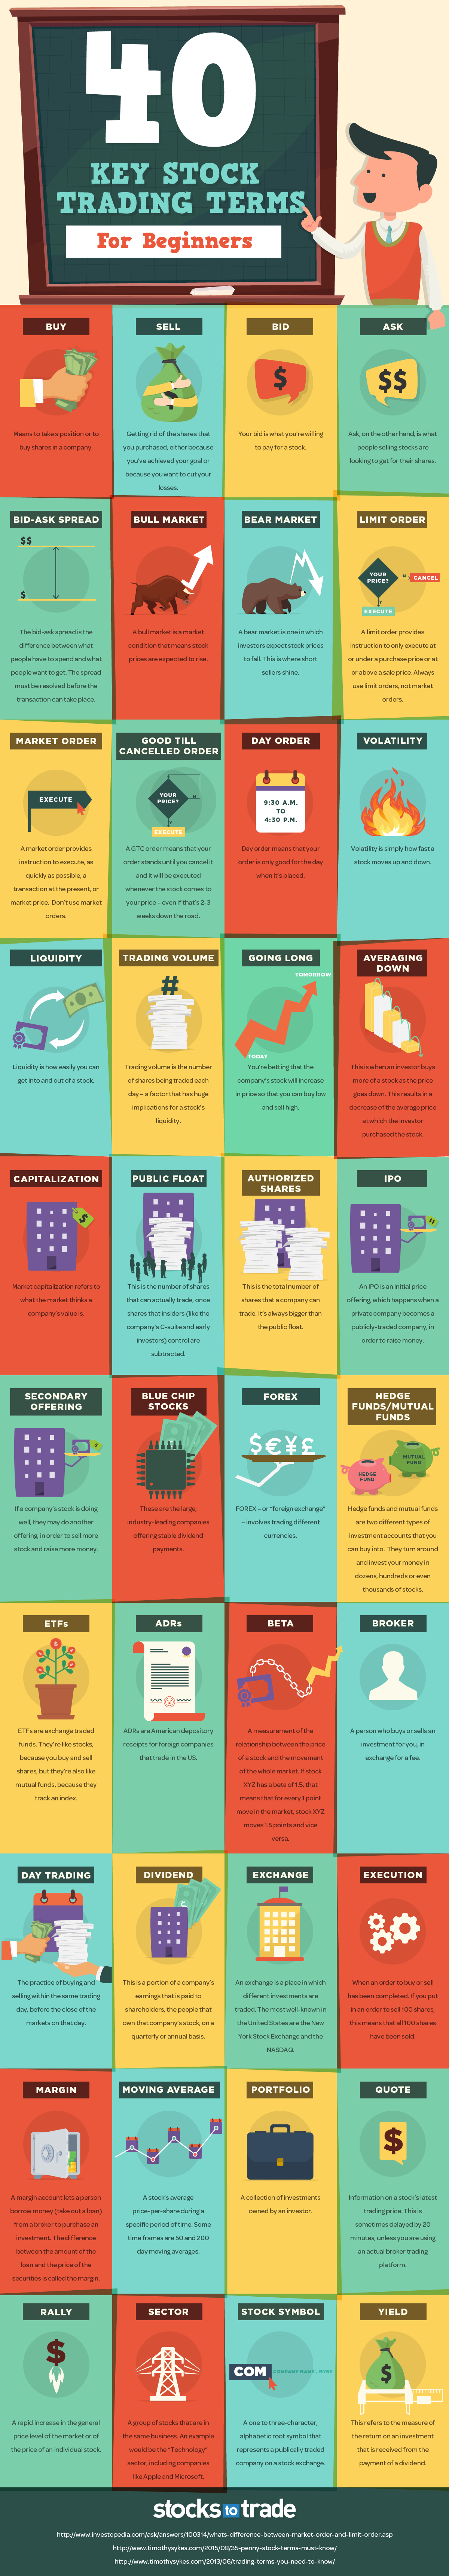 40
KEY STOCK
TRADING TERMS
For Beginners
BUY
Means to take a position or to
buy shares in a company.
SELL
Getting rid of the shares that
you purchased, either because
you've achieved your goal or
because you want to cut your
losses.
BID
$
Your bid is what you're willing
to pay for a stock.
ASK
$$
Ask, on the other hand, is what
people selling stocks are
looking to get for their shares.
BID-ASK SPREAD
$$
$
The bid-ask spread is the
difference between what
people have to spend and what
people want to get. The spread
must be resolved before the
transaction can take place.
BULL MARKET
A bull market is a market
condition that means stock
prices are expected to rise.
BEAR MARKET
A bear market is one in which
investors expect stock prices
to fall. This is where short
sellers shine.
LIMIT ORDER
YOUR
PRICE?
N
CANCEL
Y
EXECUTE
A limit order provides
instruction to only execute at
or under a purchase price or at
or above a sale price. Always
use limit orders, not market
orders.
MARKET ORDER
EXECUTE
A market order provides
instruction to execute, as
quickly as possible, a
transaction at the present, or
market price. Don't use market
orders.
GOOD TILL
CANCELLED ORDER
YOUR
PRICE?
N
Y
EXECUTE
A GTC order means that your
order stands until you cancel it
and it will be executed
whenever the stock comes to
your price – even if that's 2-3
weeks down the road.
DAY ORDER
9:30 A.M.
TO
4:30 P.M.
Day order means that your
order is only good for the day
when it's placed.
VOLATILITY
Volatility is simply how fast a
stock moves up and down.
LIQUIDITY
Liquidity is how easily you can
get into and out of a stock.
TRADING VOLUME
#
Trading volume is the number
of shares being traded each
day – a factor that has huge
implications for a stock's
liquidity.
GOING LONG
TOMORROW
TODAY
You're betting that the
company's stock will increase
in price so that you can buy low
and sell high.
AVERAGING
DOWN
This is when an investor buys
more of a stock as the price
goes down. This results in a
decrease of the average price
at which the investor
purchased the stock.
CAPITALIZATION
$
Market capitalization refers to
what the market thinks a
company's value is.
PUBLIC FLOAT
This is the number of shares
that can actually trade, once
shares that insiders (like the
company's C-suite and early
investors) control are
subtracted.
AUTHORIZED
SHARES
This is the total number of
shares that a company can
trade. It's always bigger than
the public float.
IPO
An IPO is an initial price
offering, which happens when a
private company becomes a
publicly-traded company, in
order to raise money.
SECONDARY
OFFERING
If a company's stock is doing
well, they may do another
offering, in order to sell more
stock and raise more money.
BLUE CHIP
STOCKS
These are the large,
industry-leading companies
offering stable dividend
payments.
FOREX
$€¥£
FOREX – or “foreign exchange”
– involves trading different
currencies.
HEDGE
FUNDS/MUTUAL
FUNDS
MUTUAL
FUND
HEDGE
FUND
Hedge funds and mutual funds
are two different types of
investment accounts that you
can buy into. They turn around
and invest your money in
dozens, hundreds or even
thousands of stocks.
ETFs
ETFs are exchange traded
funds. They're like stocks,
because you buy and sell
shares, but they're also like
mutual funds, because they
track an index.
ADRs
ADRs are American depository
receipts for foreign companies
that trade in the US.
BETA
A measurement of the
relationship between the price
of a stock and the movement
of the whole market. If stock
XYZ has a beta of 1.5, that
means that for every 1 point
move in the market, stock XYZ
moves 1.5 points and vice
versa.
BROKER
A person who buys or sells an
investment for you, in
exchange for a fee.
DAY TRADING
The practice of buying and
selling within the same trading
day, before the close of the
markets on that day.
DIVIDEND
This is a portion of a company's
earnings that is paid to
shareholders, the people that
own that company's stock, on a
quarterly or annual basis.
EXCHANGE
An exchange is a place in which
different investments are
traded. The most well-known in
the United States are the New
York Stock Exchange and the
NASDAQ.
EXECUTION
When an order to buy or sell
has been completed. If you put
in an order to sell 100 shares,
this means that all 100 shares
have been sold.
MARGIN
A margin account lets a person
borrow money (take out a loan)
from a broker to purchase an
investment. The difference
between the amount of the
loan and the price of the
securities is called the margin.
MOVING AVERAGE
A stock's average
price-per-share during a
specific period of time. Some
time frames are 50 and 200
day moving averages.
PORTFOLIO
A collection of investments
owned by an investor.
QUOTE
$
Information on a stock's latest
trading price. This is
sometimes delayed by 20
minutes, unless you are using
an actual broker trading
platform.
RALLY
$
A rapid increase in the general
price level of the market or of
the price of an individual stock.
SECTOR
A group of stocks that are in
the same business. An example
would be the “Technology”
sector, including companies
like Apple and Microsoft.
STOCK SYMBOL
COM
COMPANY NAME , NYSE
A one to three-character,
alphabetic root symbol that
represents a publically traded
company on a stock exchange.
YIELD
$
This refers to the measure of
the return on an investment
that is received from the
payment of a dividend.
stocks to trade
http://www.investopedia.com/ask/answers/100314/whats-difference-between-market-order-and-limit-order.asp
http://www.timothysykes.com/2015/09/35-penny-stock-terms-must-know/
http://www.timothysykes.com/2013/06/trading-terms-you-need-to-know/